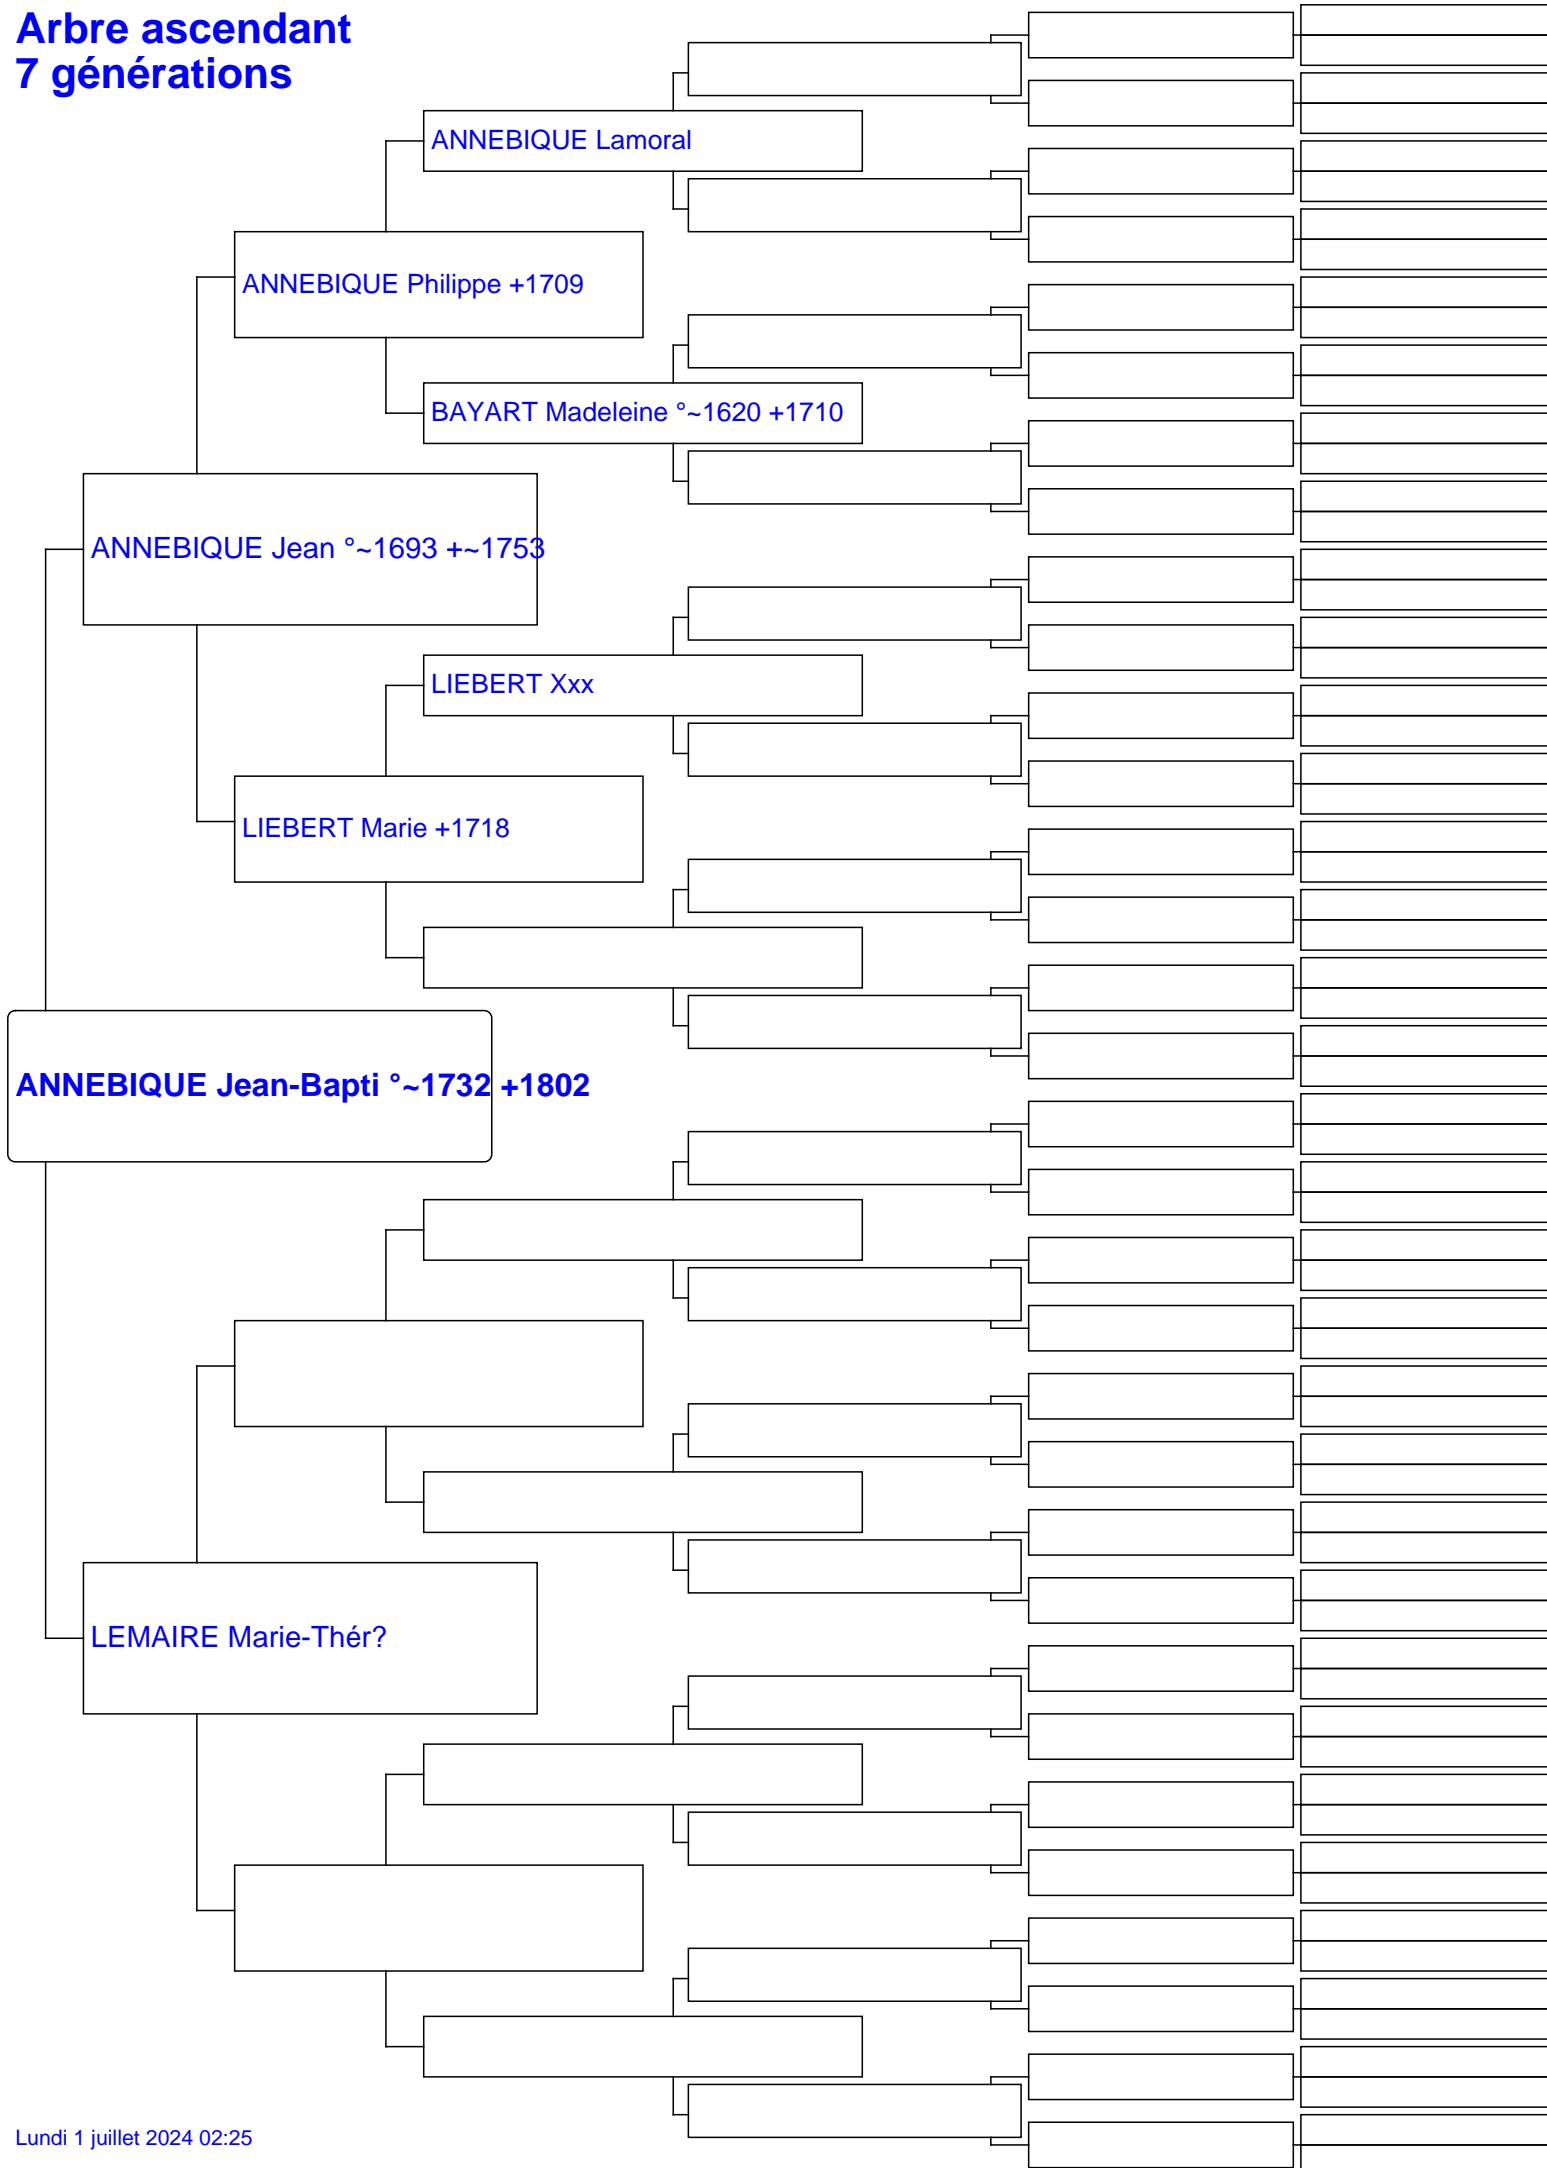 Arbre ascendant
7 générations
ANNEBIQUE Lamoral
ANNEBIQUE Philippe +1709
BAYART Madeleine °~1620 +1710
ANNEBIQUE Jean °~1693 +~1753
LIEBERT Xxx
LIEBERT Marie +1718
ANNEBIQUE Jean-Bapti °~1732 +1802
LEMAIRE Marie-Thér?
Lundi 1 juillet 2024 02:25